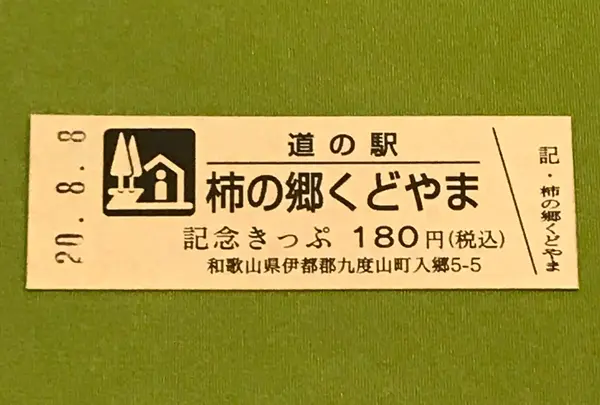 20.8.8
道の駅
柿の郷くどやま
記念きっぷ 180円(税込)
和歌山県伊都郡九度山町入郷5-5
記・柿の郷くどやま